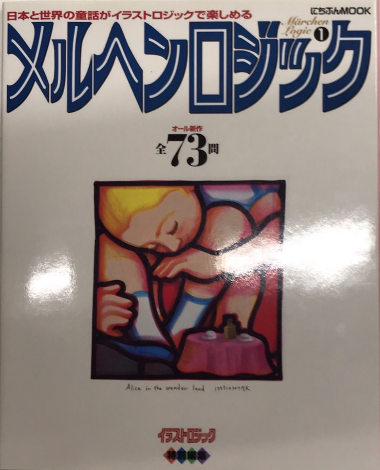 日本と世界の童話がイラストロジックで楽しめる
にちぶんMOOK
メルヘンロジック
Märchen
Logic
1
オール新作
全73問
Alice in the wonder land
イラストロジック